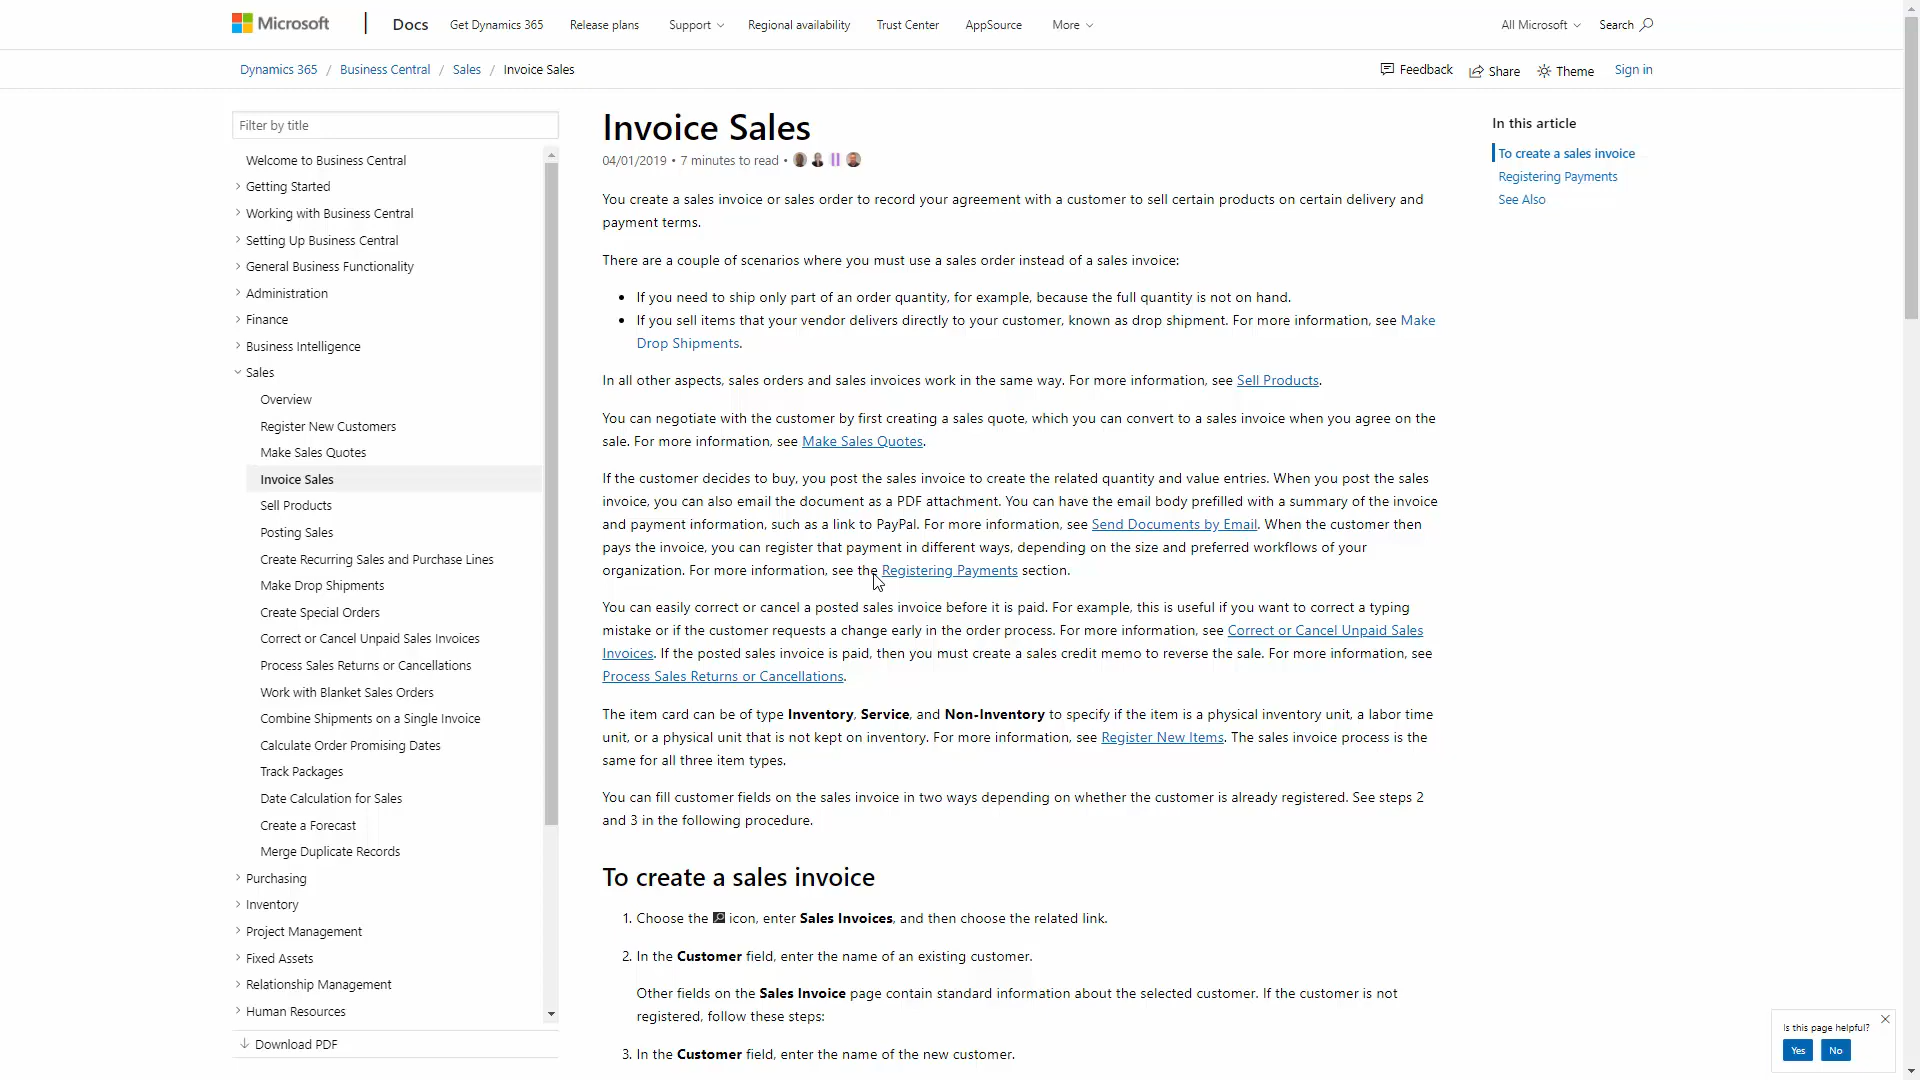 Microsoft
Docs
Get Dynamics 365
Release plans
Support
Regional availability
Trust Center
AppSource
More
All Microsoft
Search
Dynamics 365 / Business Central / Sales / Invoice Sales
Feedback
Share
Theme
Sign in
Filter by title
Welcome to Business Central
Getting Started
Working with Business Central
Setting Up Business Central
General Business Functionality
Administration
Finance
Business Intelligence
Sales
Overview
Register New Customers
Make Sales Quotes
Invoice Sales
Sell Products
Posting Sales
Create Recurring Sales and Purchase Lines
Make Drop Shipments
Create Special Orders
Correct or Cancel Unpaid Sales Invoices
Process Sales Returns or Cancellations
Work with Blanket Sales Orders
Combine Shipments on a Single Invoice
Calculate Order Promising Dates
Track Packages
Date Calculation for Sales
Create a Forecast
Merge Duplicate Records
Purchasing
Inventory
Project Management
Fixed Assets
Relationship Management
Human Resources
Download PDF
Invoice Sales
04/01/2019 • 7 minutes to read •
You create a sales invoice or sales order to record your agreement with a customer to sell certain products on certain delivery and
payment terms.
There are a couple of scenarios where you must use a sales order instead of a sales invoice:
• If you need to ship only part of an order quantity, for example, because the full quantity is not on hand.
• If you sell items that your vendor delivers directly to your customer, known as drop shipment. For more information, see Make
Drop Shipments.
In all other aspects, sales orders and sales invoices work in the same way. For more information, see Sell Products.
You can negotiate with the customer by first creating a sales quote, which you can convert to a sales invoice when you agree on the
sale. For more information, see Make Sales Quotes.
If the customer decides to buy, you post the sales invoice to create the related quantity and value entries. When you post the sales
invoice, you can also email the document as a PDF attachment. You can have the email body prefilled with a summary of the invoice
and payment information, such as a link to PayPal. For more information, see Send Documents by Email. When the customer then
pays the invoice, you can register that payment in different ways, depending on the size and preferred workflows of your
organization. For more information, see the Registering Payments section.
You can easily correct or cancel a posted sales invoice before it is paid. For example, this is useful if you want to correct a typing
mistake or if the customer requests a change early in the order process. For more information, see Correct or Cancel Unpaid Sales
Invoices. If the posted sales invoice is paid, then you must create a sales credit memo to reverse the sale. For more information, see
Process Sales Returns or Cancellations.
The item card can be of type Inventory, Service, and Non-Inventory to specify if the item is a physical inventory unit, a labor time
unit, or a physical unit that is not kept on inventory. For more information, see Register New Items. The sales invoice process is the
same for all three item types.
You can fill customer fields on the sales invoice in two ways depending on whether the customer is already registered. See steps 2
and 3 in the following procedure.
To create a sales invoice
1. Choose the icon, enter Sales Invoices, and then choose the related link.
2. In the Customer field, enter the name of an existing customer.
Other fields on the Sales Invoice page contain standard information about the selected customer. If the customer is not
registered, follow these steps:
3. In the Customer field, enter the name of the new customer.
In this article
To create a sales invoice
Registering Payments
See Also
Is this page helpful?
Yes
No